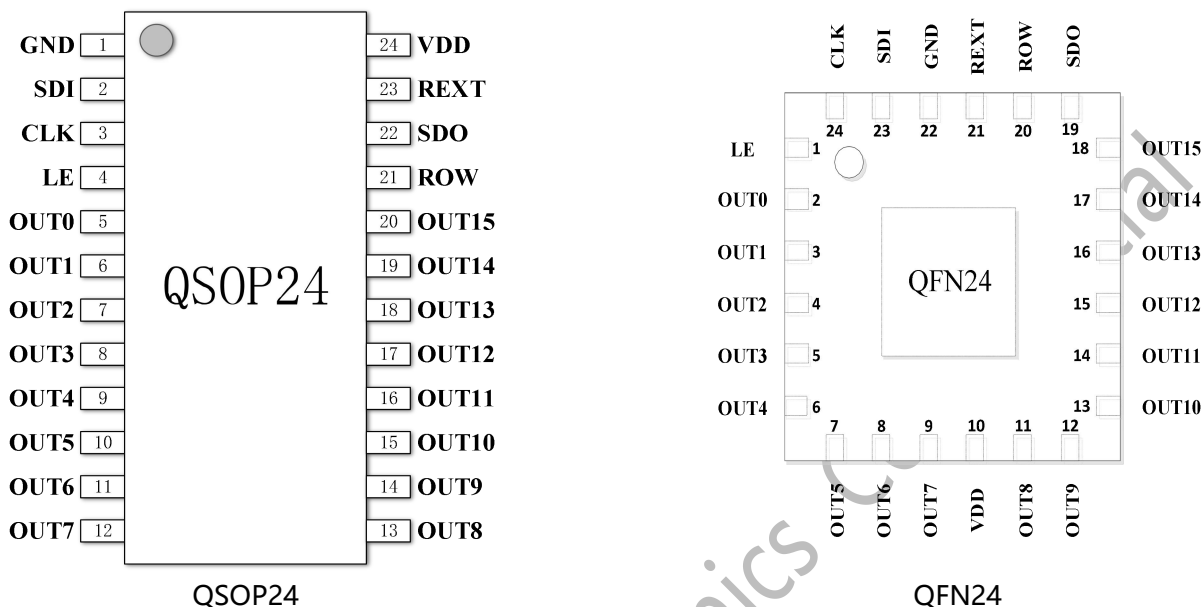 GND 1 24 VDD
SDI 2 23 REXT
CLK 3 22 SDO
LE 4 21 ROW
OUT0 5 20 OUT15
OUT1 6 19 OUT14
OUT2 7 18 OUT13
OUT3 8 17 OUT12
OUT4 9 16 OUT11
OUT5 10 15 OUT10
OUT6 11 14 OUT9
OUT7 12 13 OUT8
QSOP24
QSOP24
CLK SDI GND REXT ROW SDO
24 23 22 21 20 19
LE 1 18 OUT15
OUT0 2 17 OUT14
OUT1 3 16 OUT13
OUT2 4 15 OUT12
OUT3 5 14 OUT11
OUT4 6 13 OUT10
QFN24
7 8 9 10 11 12
OUT5 OUT6 OUT7 VDD OUT8 OUT9
QFN24